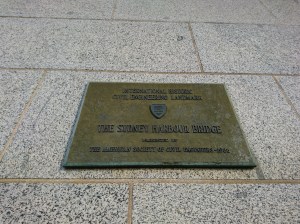 INTERNATIONAL HISTORIC
CIVIL ENGINEERING LANDMARK
THE SYDNEY HARBOUR BRIDGE
THE AMERICAN SOCIETY OF CIVIL ENGINEERS